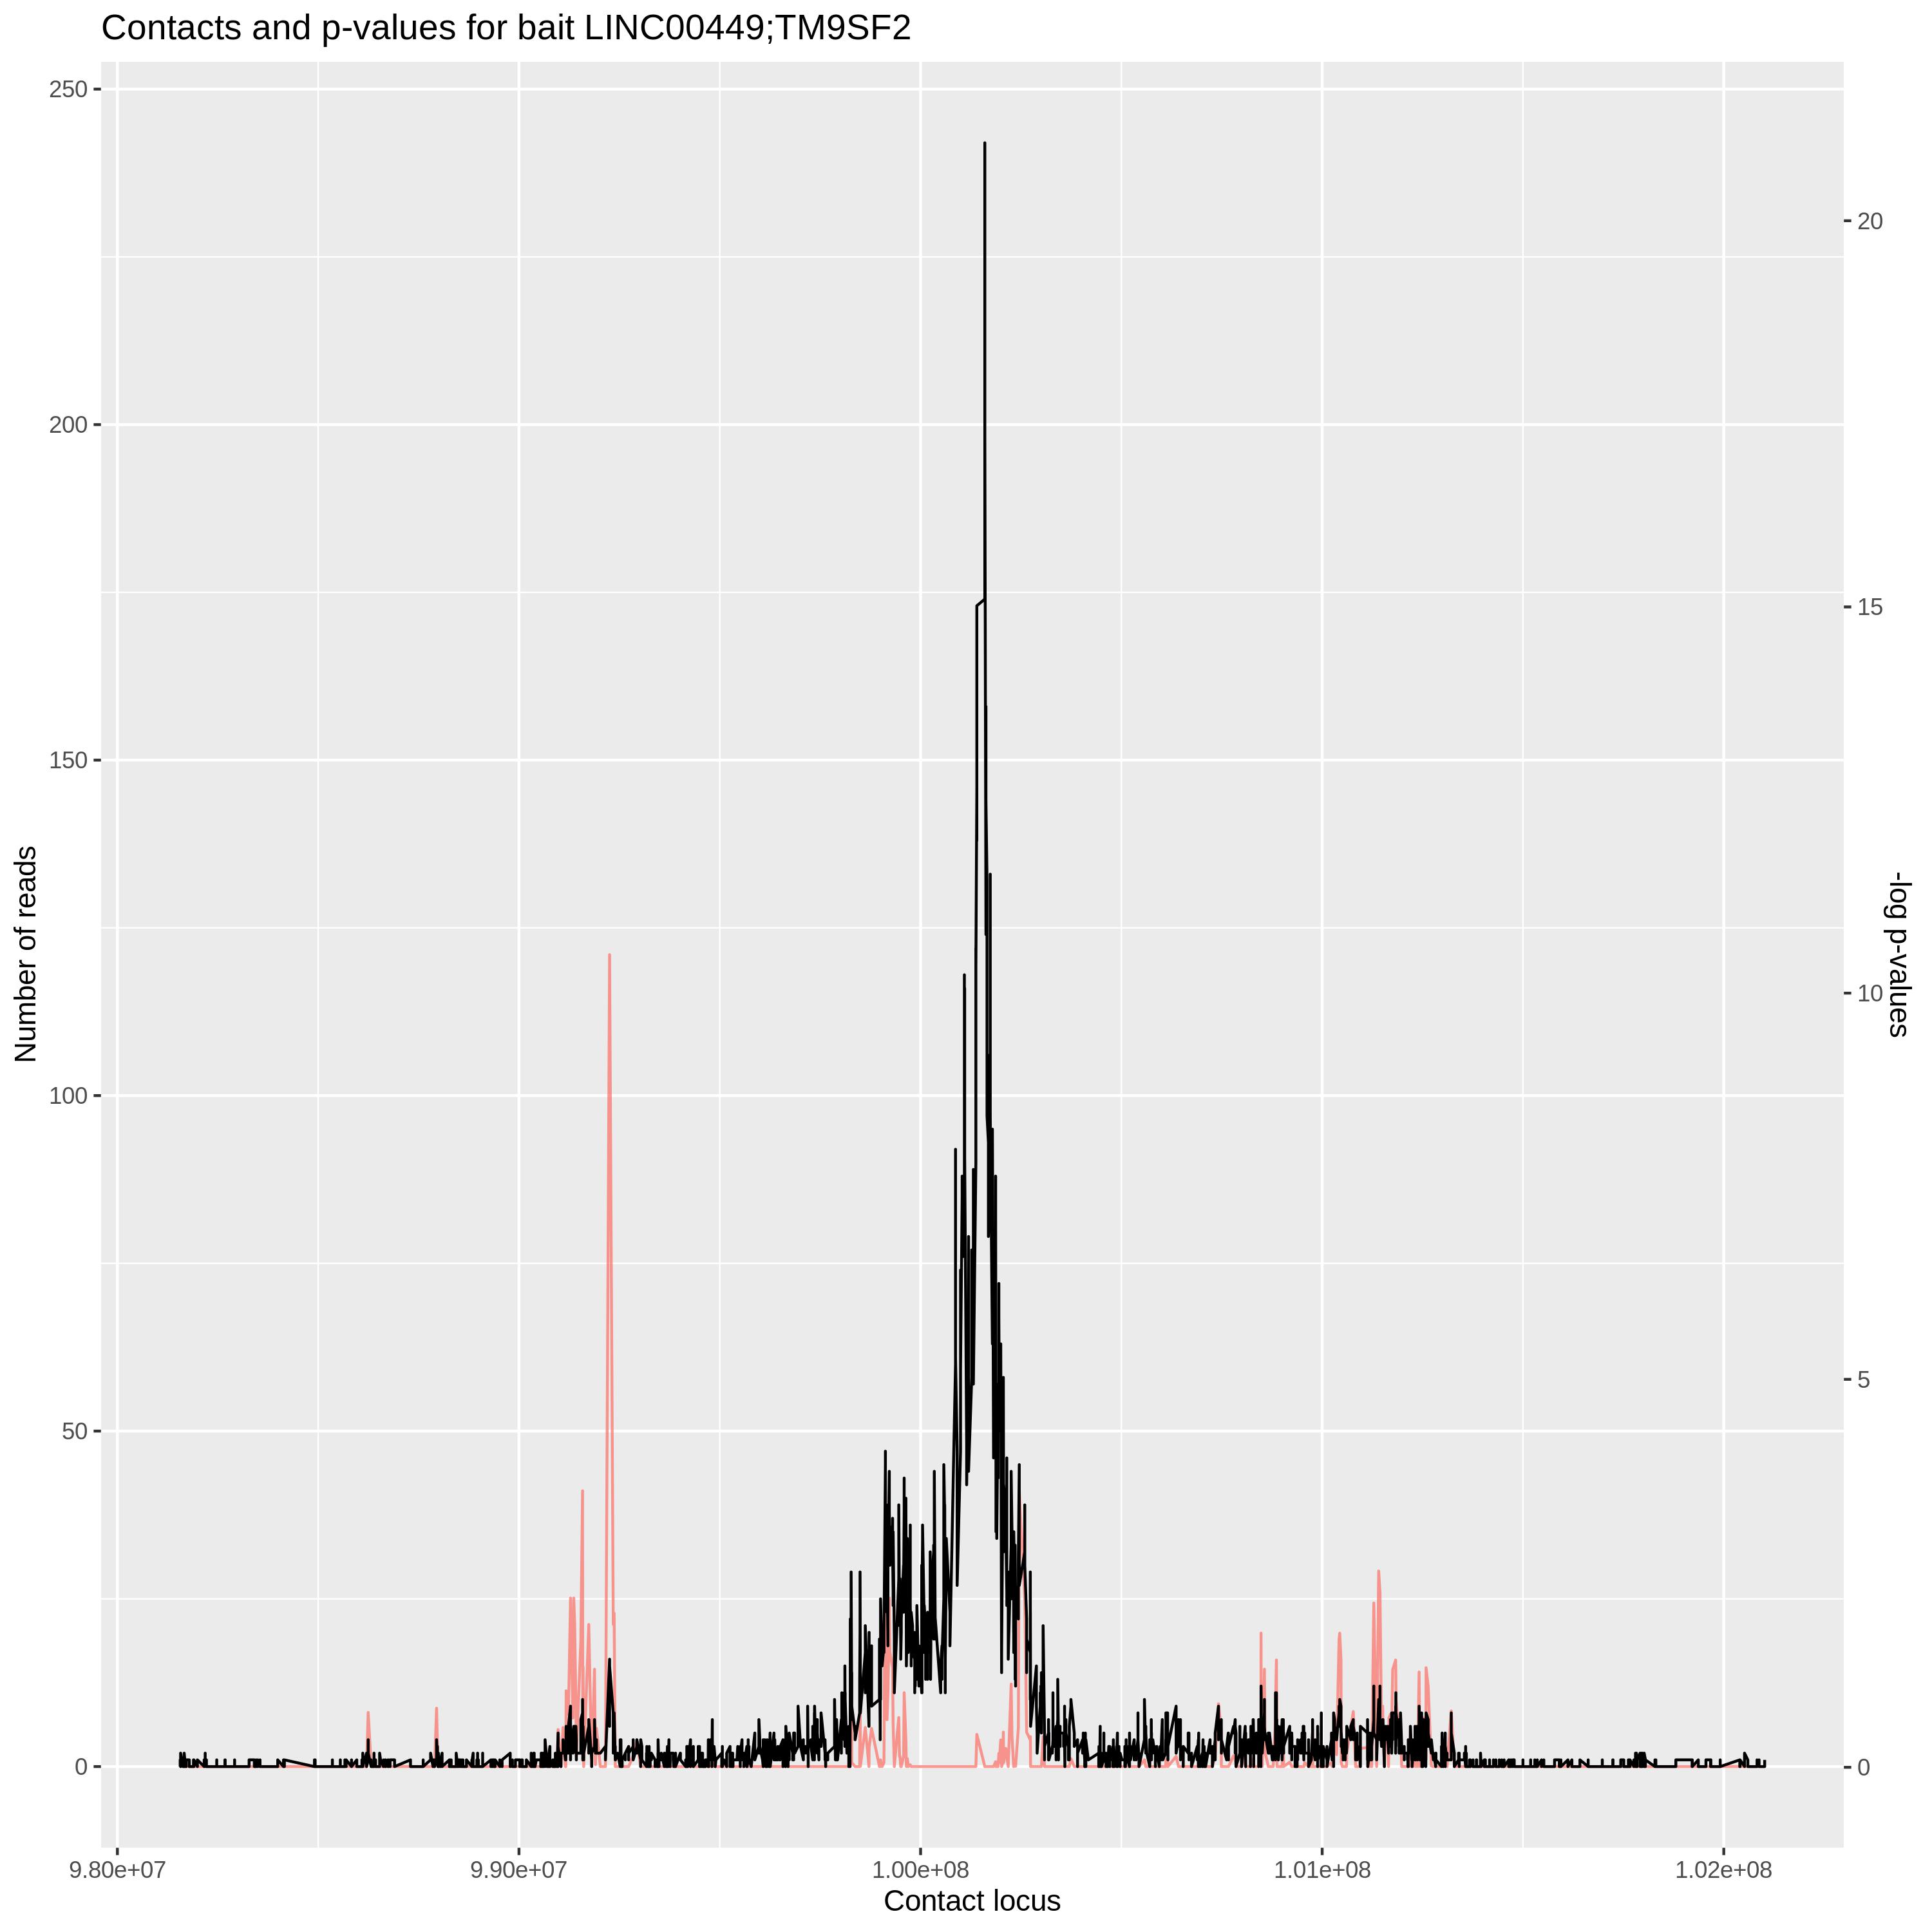 Contacts and p-values for bait LINC00449;TM9SF2
250
200
150
100
50
0
Number of reads
20
15
10
5
0
-log p-values
9.80e+07
9.90e+07
1.00e+08
1.01e+08
1.02e+08
Contact locus